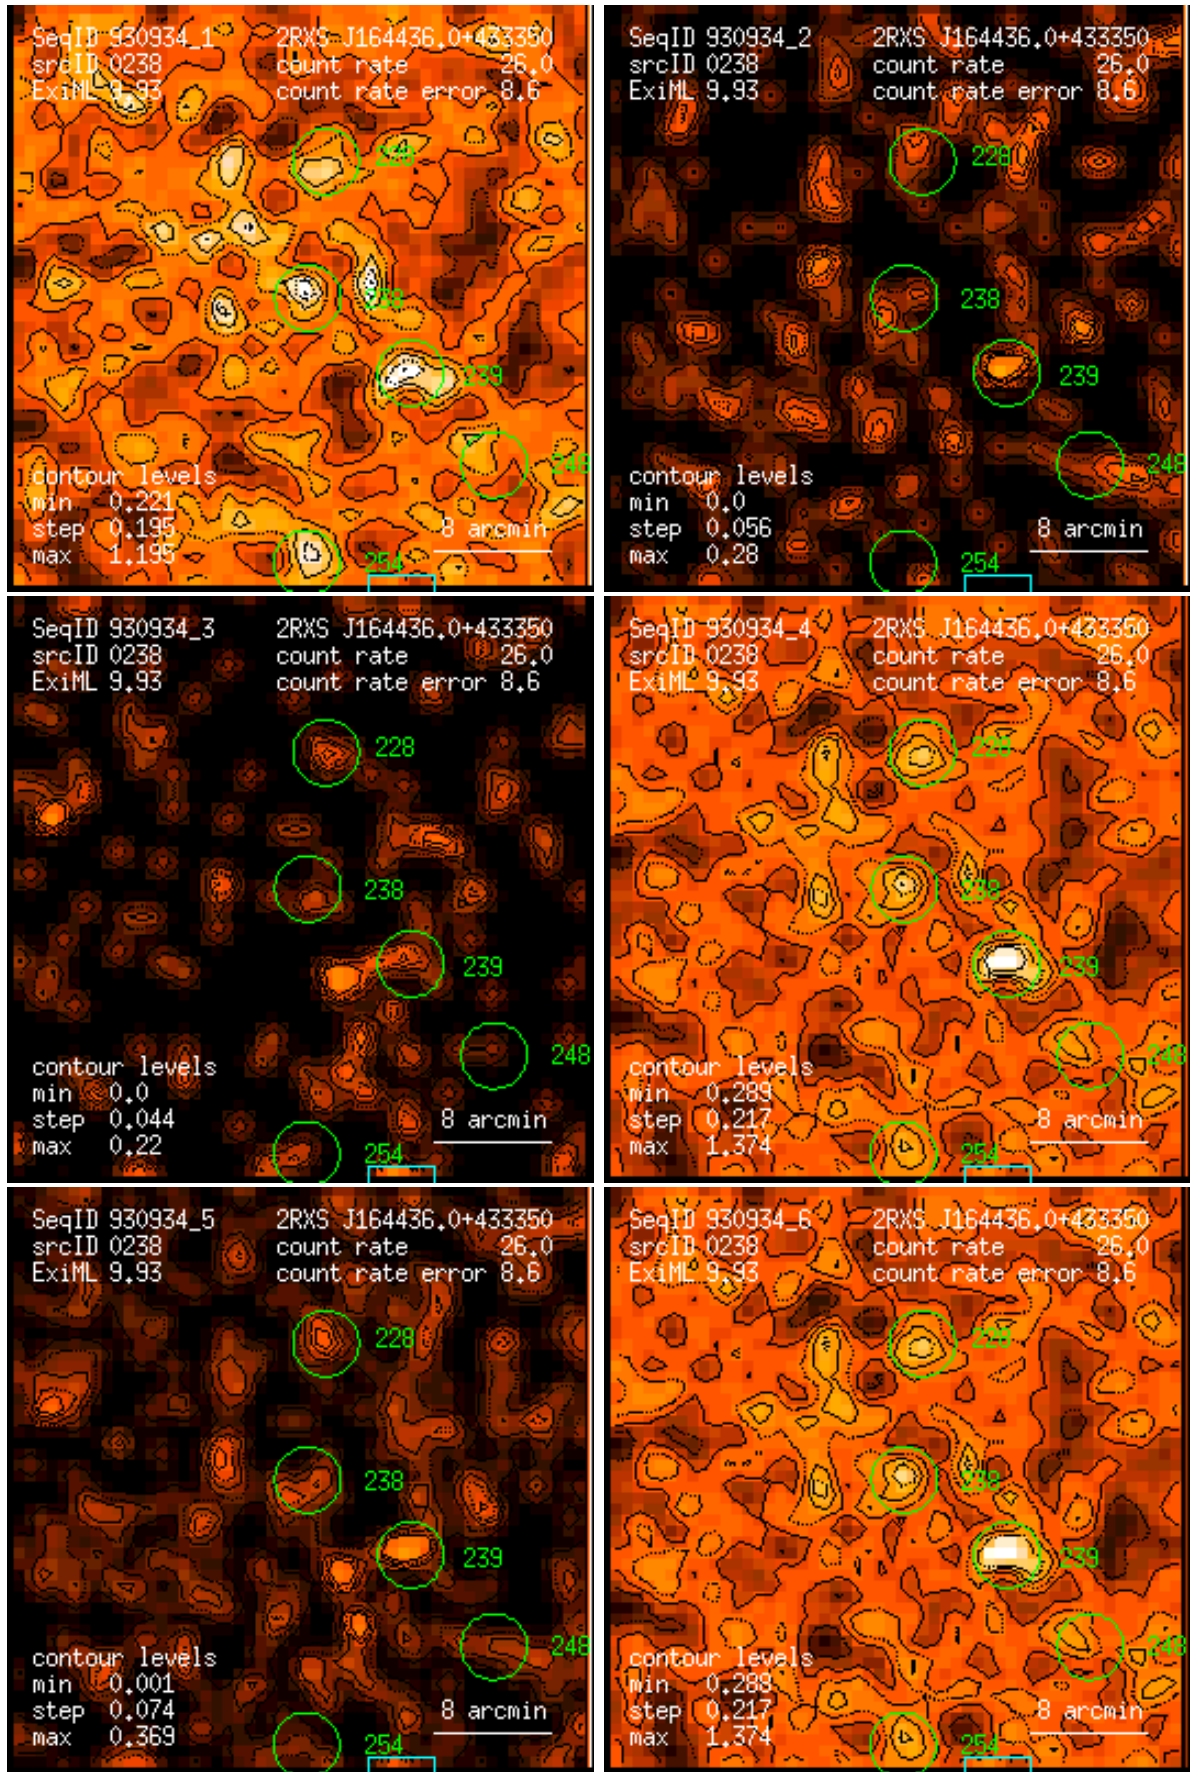 SeqID 930934_1 2RXS J164436.0+433350
srcID 0238 count rate 26.0
ExiML 9.93 count rate error 8.6
228
238
239
248
contour levels
min 0.221
step 0.195 8 arcmin
max 1.195
254
SeqID 930934_2 2RXS J164436.0+433350
srcID 0238 count rate 26.0
ExiML 9.93 count rate error 8.6
228
238
239
248
contour levels
min 0.0
step 0.056 8 arcmin
max 0.28
254
SeqID 930934_3 2RXS J164436.0+433350
srcID 0238 count rate 26.0
ExiML 9.93 count rate error 8.6
228
238
239
248
contour levels
min 0.0
step 0.044 8 arcmin
max 0.22
254
SeqID 930934_4 2RXS J164436.0+433350
srcID 0238 count rate 26.0
ExiML 9.93 count rate error 8.6
228
238
239
248
contour levels
min 0.289
step 0.217 8 arcmin
max 1.374
254
SeqID 930934_5 2RXS J164436.0+433350
srcID 0238 count rate 26.0
ExiML 9.93 count rate error 8.6
228
238
239
248
contour levels
min 0.001
step 0.074 8 arcmin
max 0.369
254
SeqID 930934_6 2RXS J164436.0+433350
srcID 0238 count rate 26.0
ExiML 9.93 count rate error 8.6
228
238
239
248
contour levels
min 0.288
step 0.217 8 arcmin
max 1.374
254